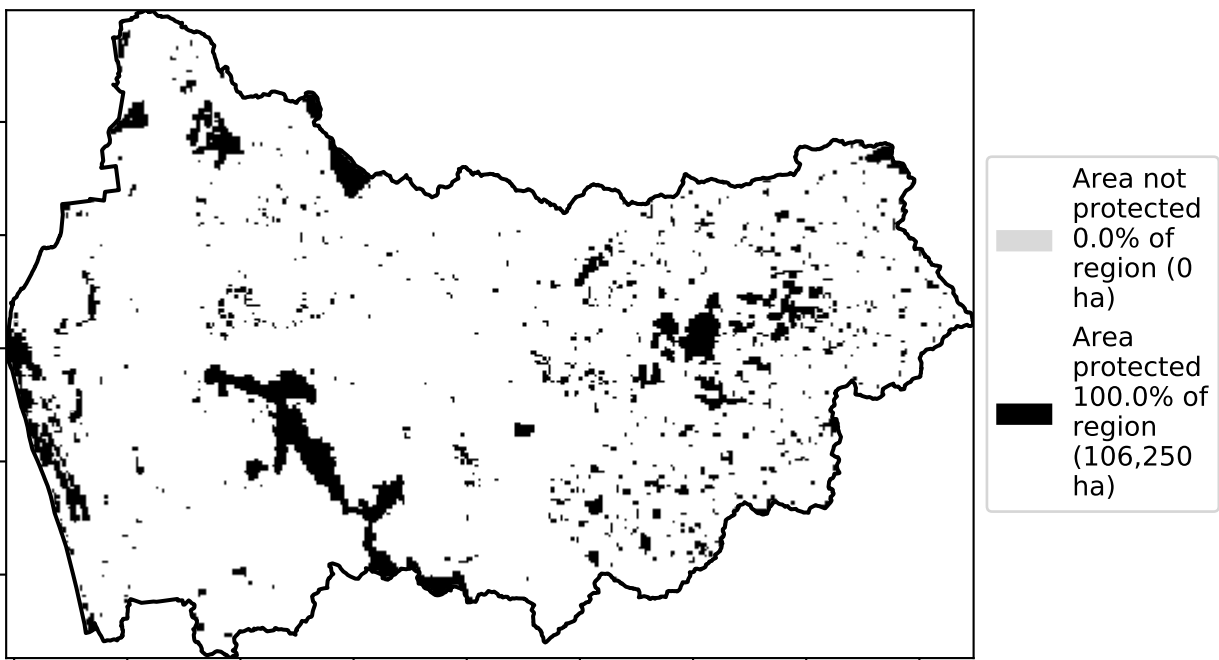 Area not
protected
0.0% of
region (0
ha)
Area
protected
100.0% of
region
(106,250
ha)